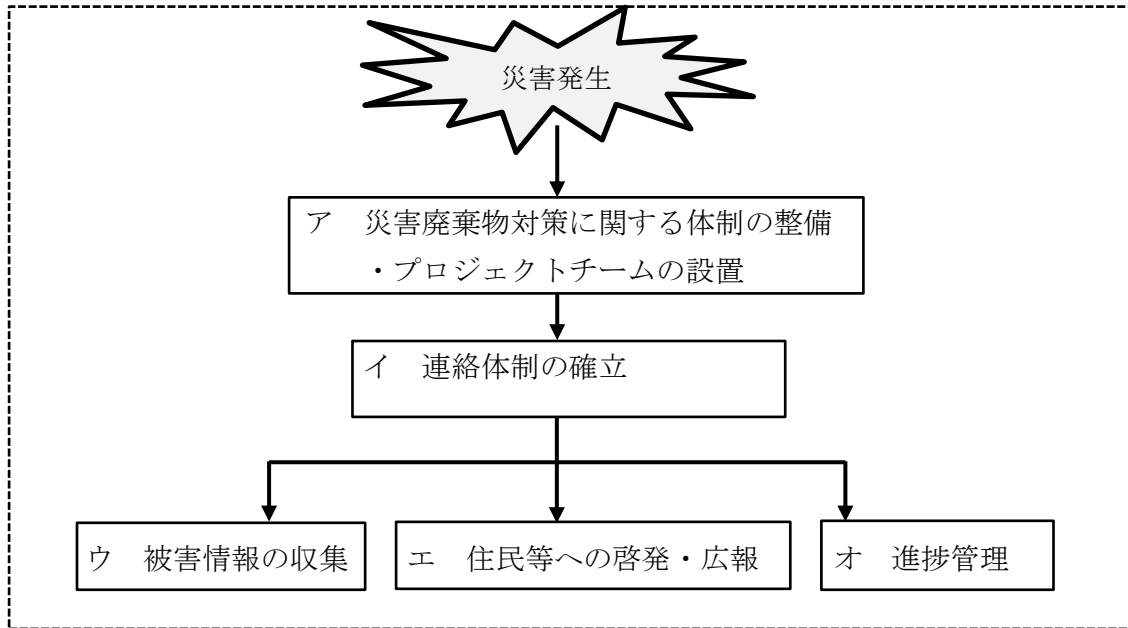 災害発生
ア　災害廃棄物対策に関する体制の整備
・プロジェクトチームの設置
イ　連絡体制の確立
ウ　被害情報の収集
エ　住民等への啓発・広報
オ　進捗管理